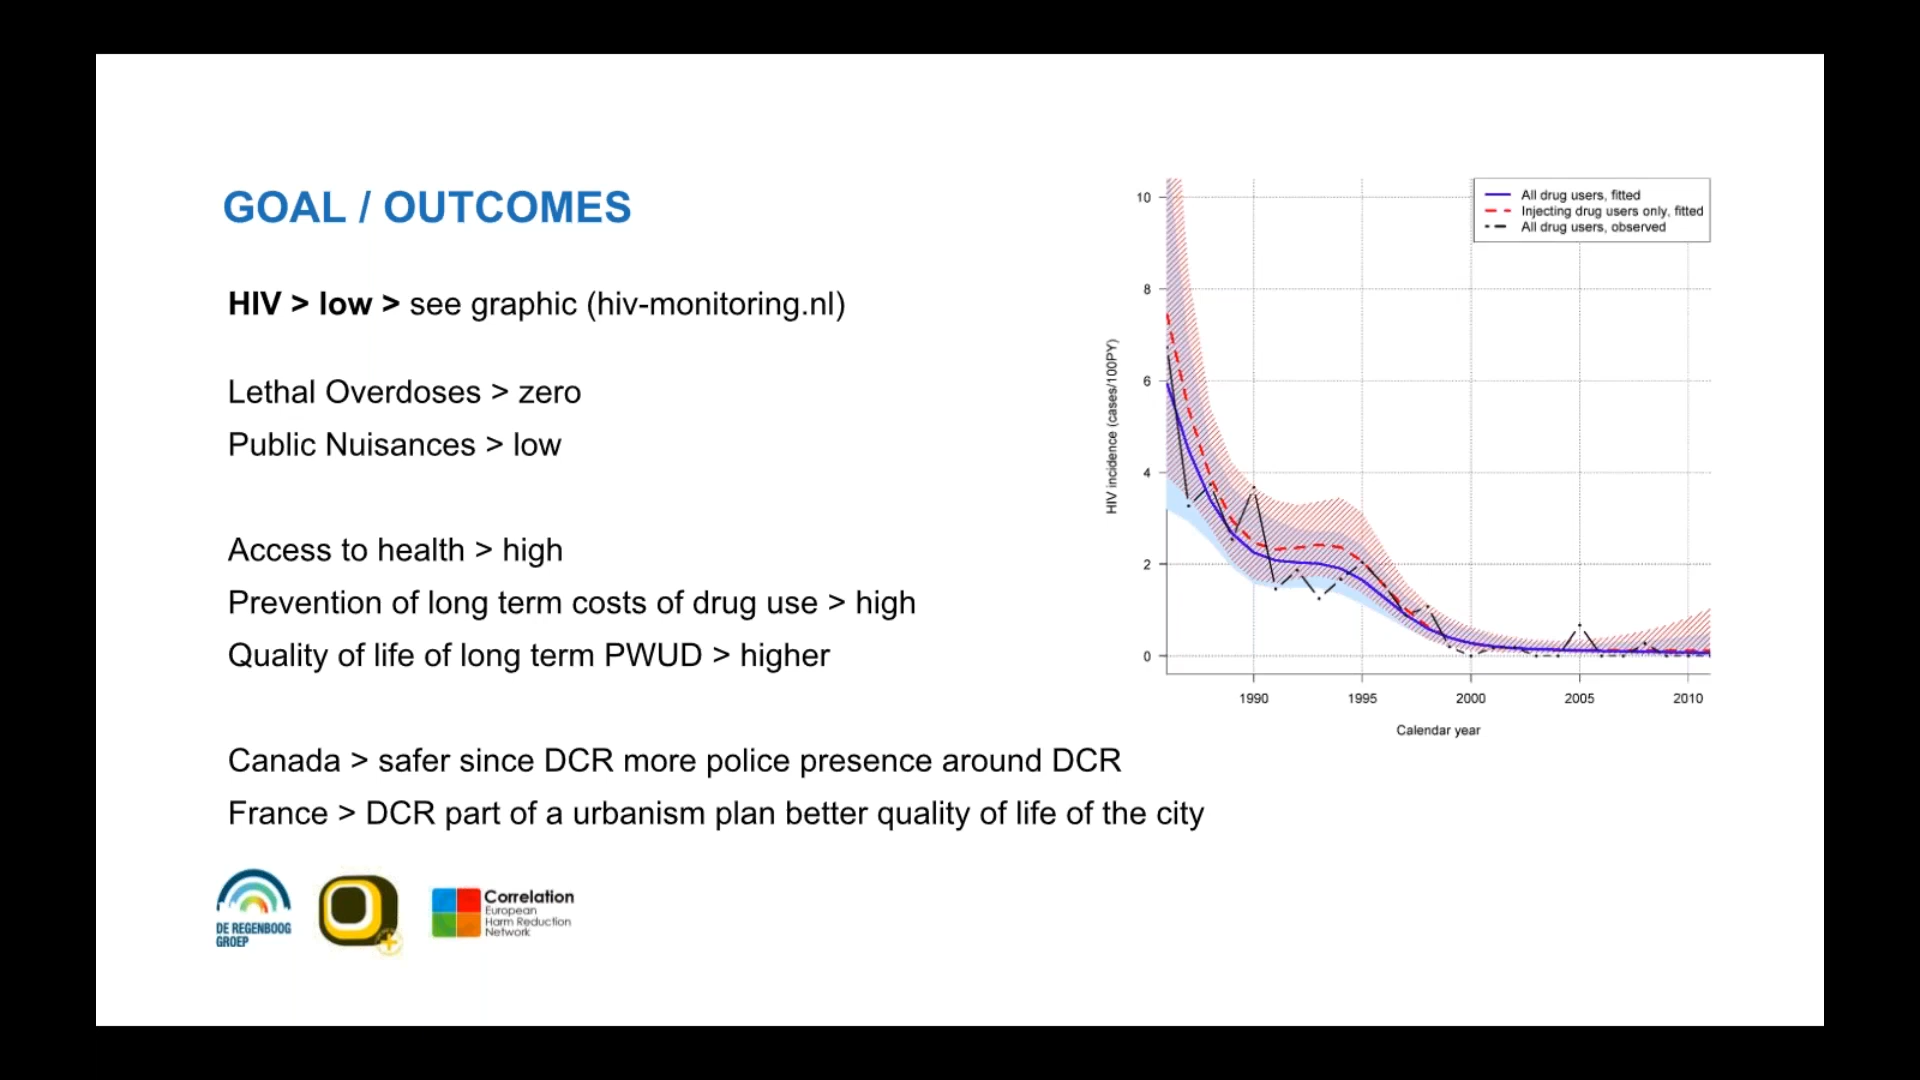 GOAL / OUTCOMES
HIV > low > see graphic (hiv-monitoring.nl)
Lethal Overdoses > zero
Public Nuisances > low
Access to health > high
Prevention of long term costs of drug use > high
Quality of life of long term PWUD > higher
Canada > safer since DCR more police presence around DCR
France > DCR part of a urbanism plan better quality of life of the city
All drug users, fitted
Injecting drug users only, fitted
All drug users, observed
HIV incidence (cases/100PY)
10
8
6
4
2
0
1990 1995 2000 2005 2010
Calendar year
DE REGENBOOG
GROEP
Correlation
European
Harm Reduction
Network